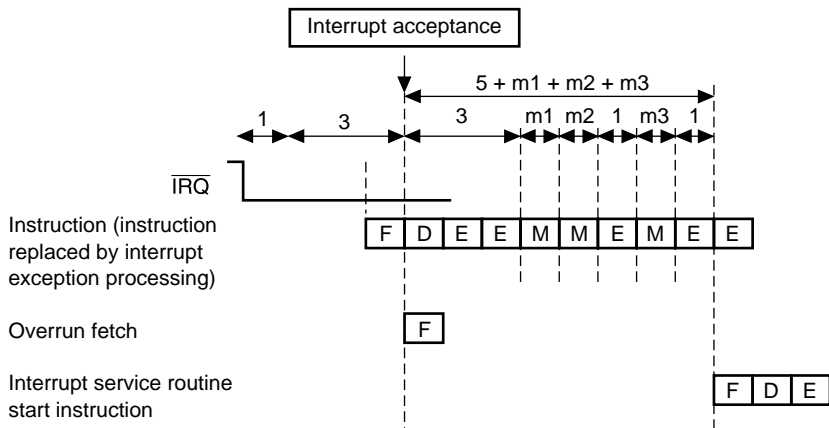 Interrupt acceptance
5 + m1 + m2 + m3
1 3 3 m1 m2 1 m3 1
IRQ
Instruction (instruction
replaced by interrupt
exception processing)
F D E E M M E M E E
Overrun fetch
F
Interrupt service routine
start instruction
F D E